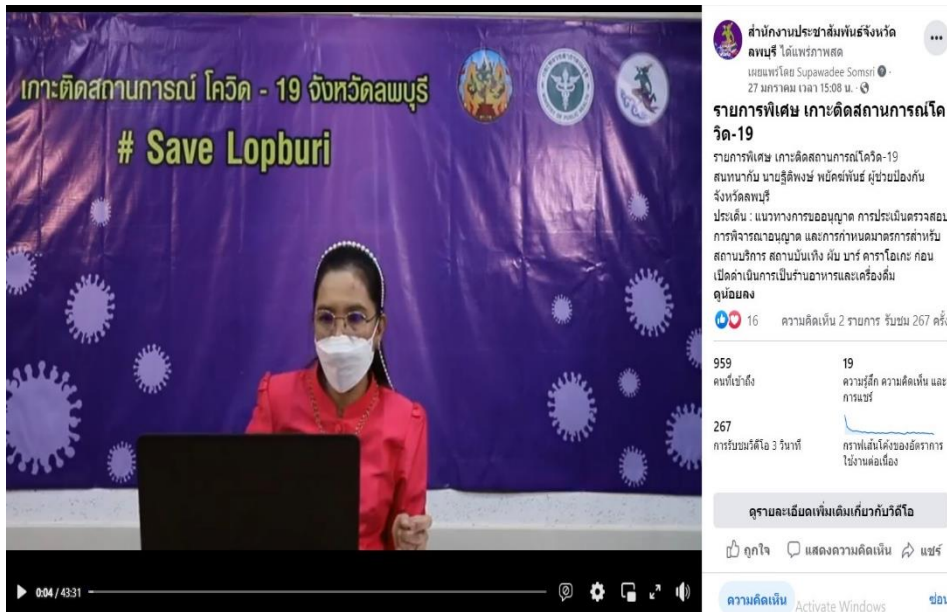 เกาะติดสถานการณ์ โควิด - 19 จังหวัดลพบุรี
# Save Lopburi
0:04 / 43:31
สำนักงานประชาสัมพันธ์จังหวัด
ลพบุรี ได้แพร่ภาพสด
เผยแพร่โดย Supawadee Somsri ·
27 มกราคม เวลา 15:08 น. ·
รายการพิเศษ เกาะติดสถานการณ์โค
วิด-19
รายการพิเศษ เกาะติดสถานการณ์โควิด-19
สนทนากับ นายฐิติพงษ์ พยัคฆ์พันธ์ ผู้ช่วยป้องกัน
จังหวัดลพบุรี
ประเด็น : แนวทางการขออนุญาต การประเมินตรวจสอบ
การพิจารณาอนุญาต และการกำหนดมาตรการสำหรับ
สถานบริการ สถานบันเทิง ผับ บาร์ คาราโอเกะ ก่อน
เปิดดำเนินการเป็นร้านอาหารและเครื่องดื่ม
ดูน้อยลง
16 ความคิดเห็น 2 รายการ รับชม 267 ครั้ง
959
คนที่เข้าถึง
19
ความรู้สึก ความคิดเห็น และ
การแชร์
267
การรับชมวิดีโอ 3 วินาที
กราฟเส้นโค้งของอัตราการ
ใช้งานต่อเนื่อง
ดูรายละเอียดเพิ่มเติมเกี่ยวกับวิดีโอ
ถูกใจ แสดงความคิดเห็น แชร์
ความคิดเห็น
Activate Windows